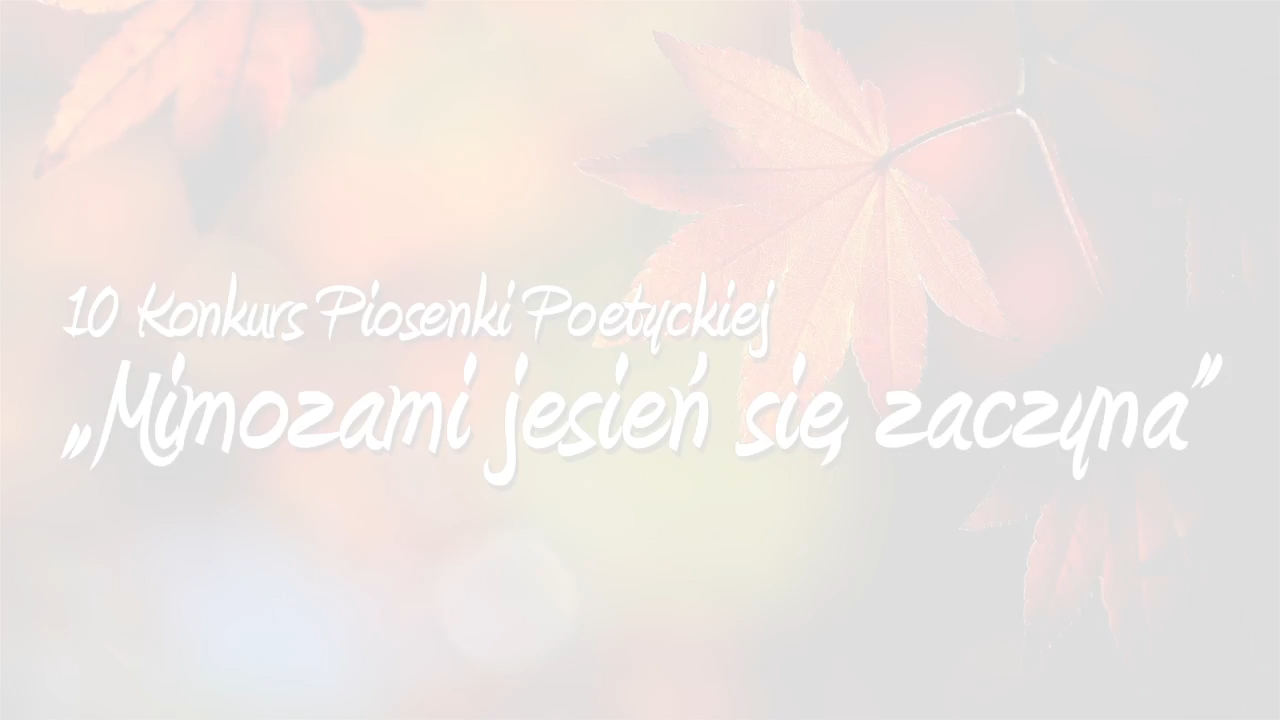 10 Konkurs Piosenki Poetyckiej
„Mimozami jesień się zaczyna”